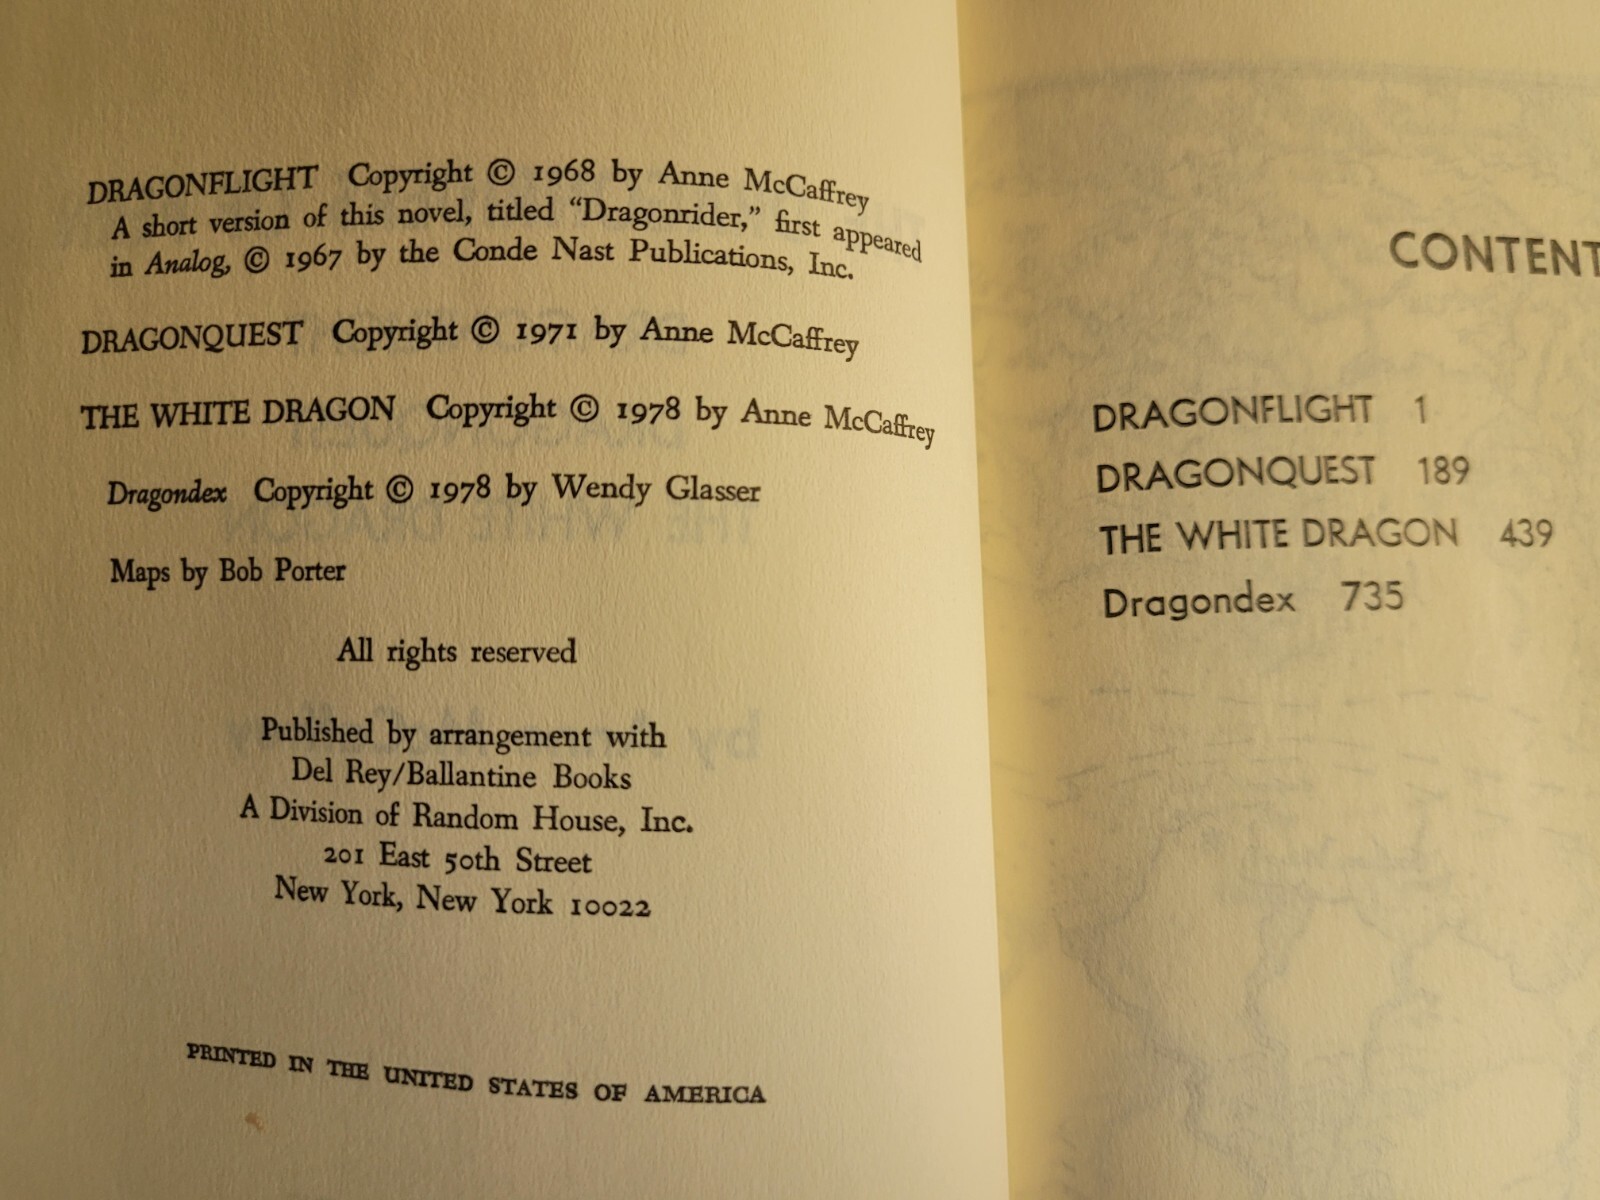 DRAGONFLIGHT Copyright © 1968 by Anne McCaffrey
A short version of this novel, titled “Dragonrider,” first appeared
in Analog, © 1967 by the Conde Nast Publications, Inc.
DRAGONQUEST Copyright © 1971 by Anne McCaffrey
THE WHITE DRAGON Copyright © 1978 by Anne McCaffrey
Dragondex Copyright © 1978 by Wendy Glasser
Maps by Bob Porter
All rights reserved
Published by arrangement with
Del Rey/Ballantine Books
A Division of Random House, Inc.
201 East 50th Street
New York, New York 10022
PRINTED IN THE UNITED STATES OF AMERICA
CONTENT
DRAGONFLIGHT 1
DRAGONQUEST 189
THE WHITE DRAGON 439
Dragondex 735